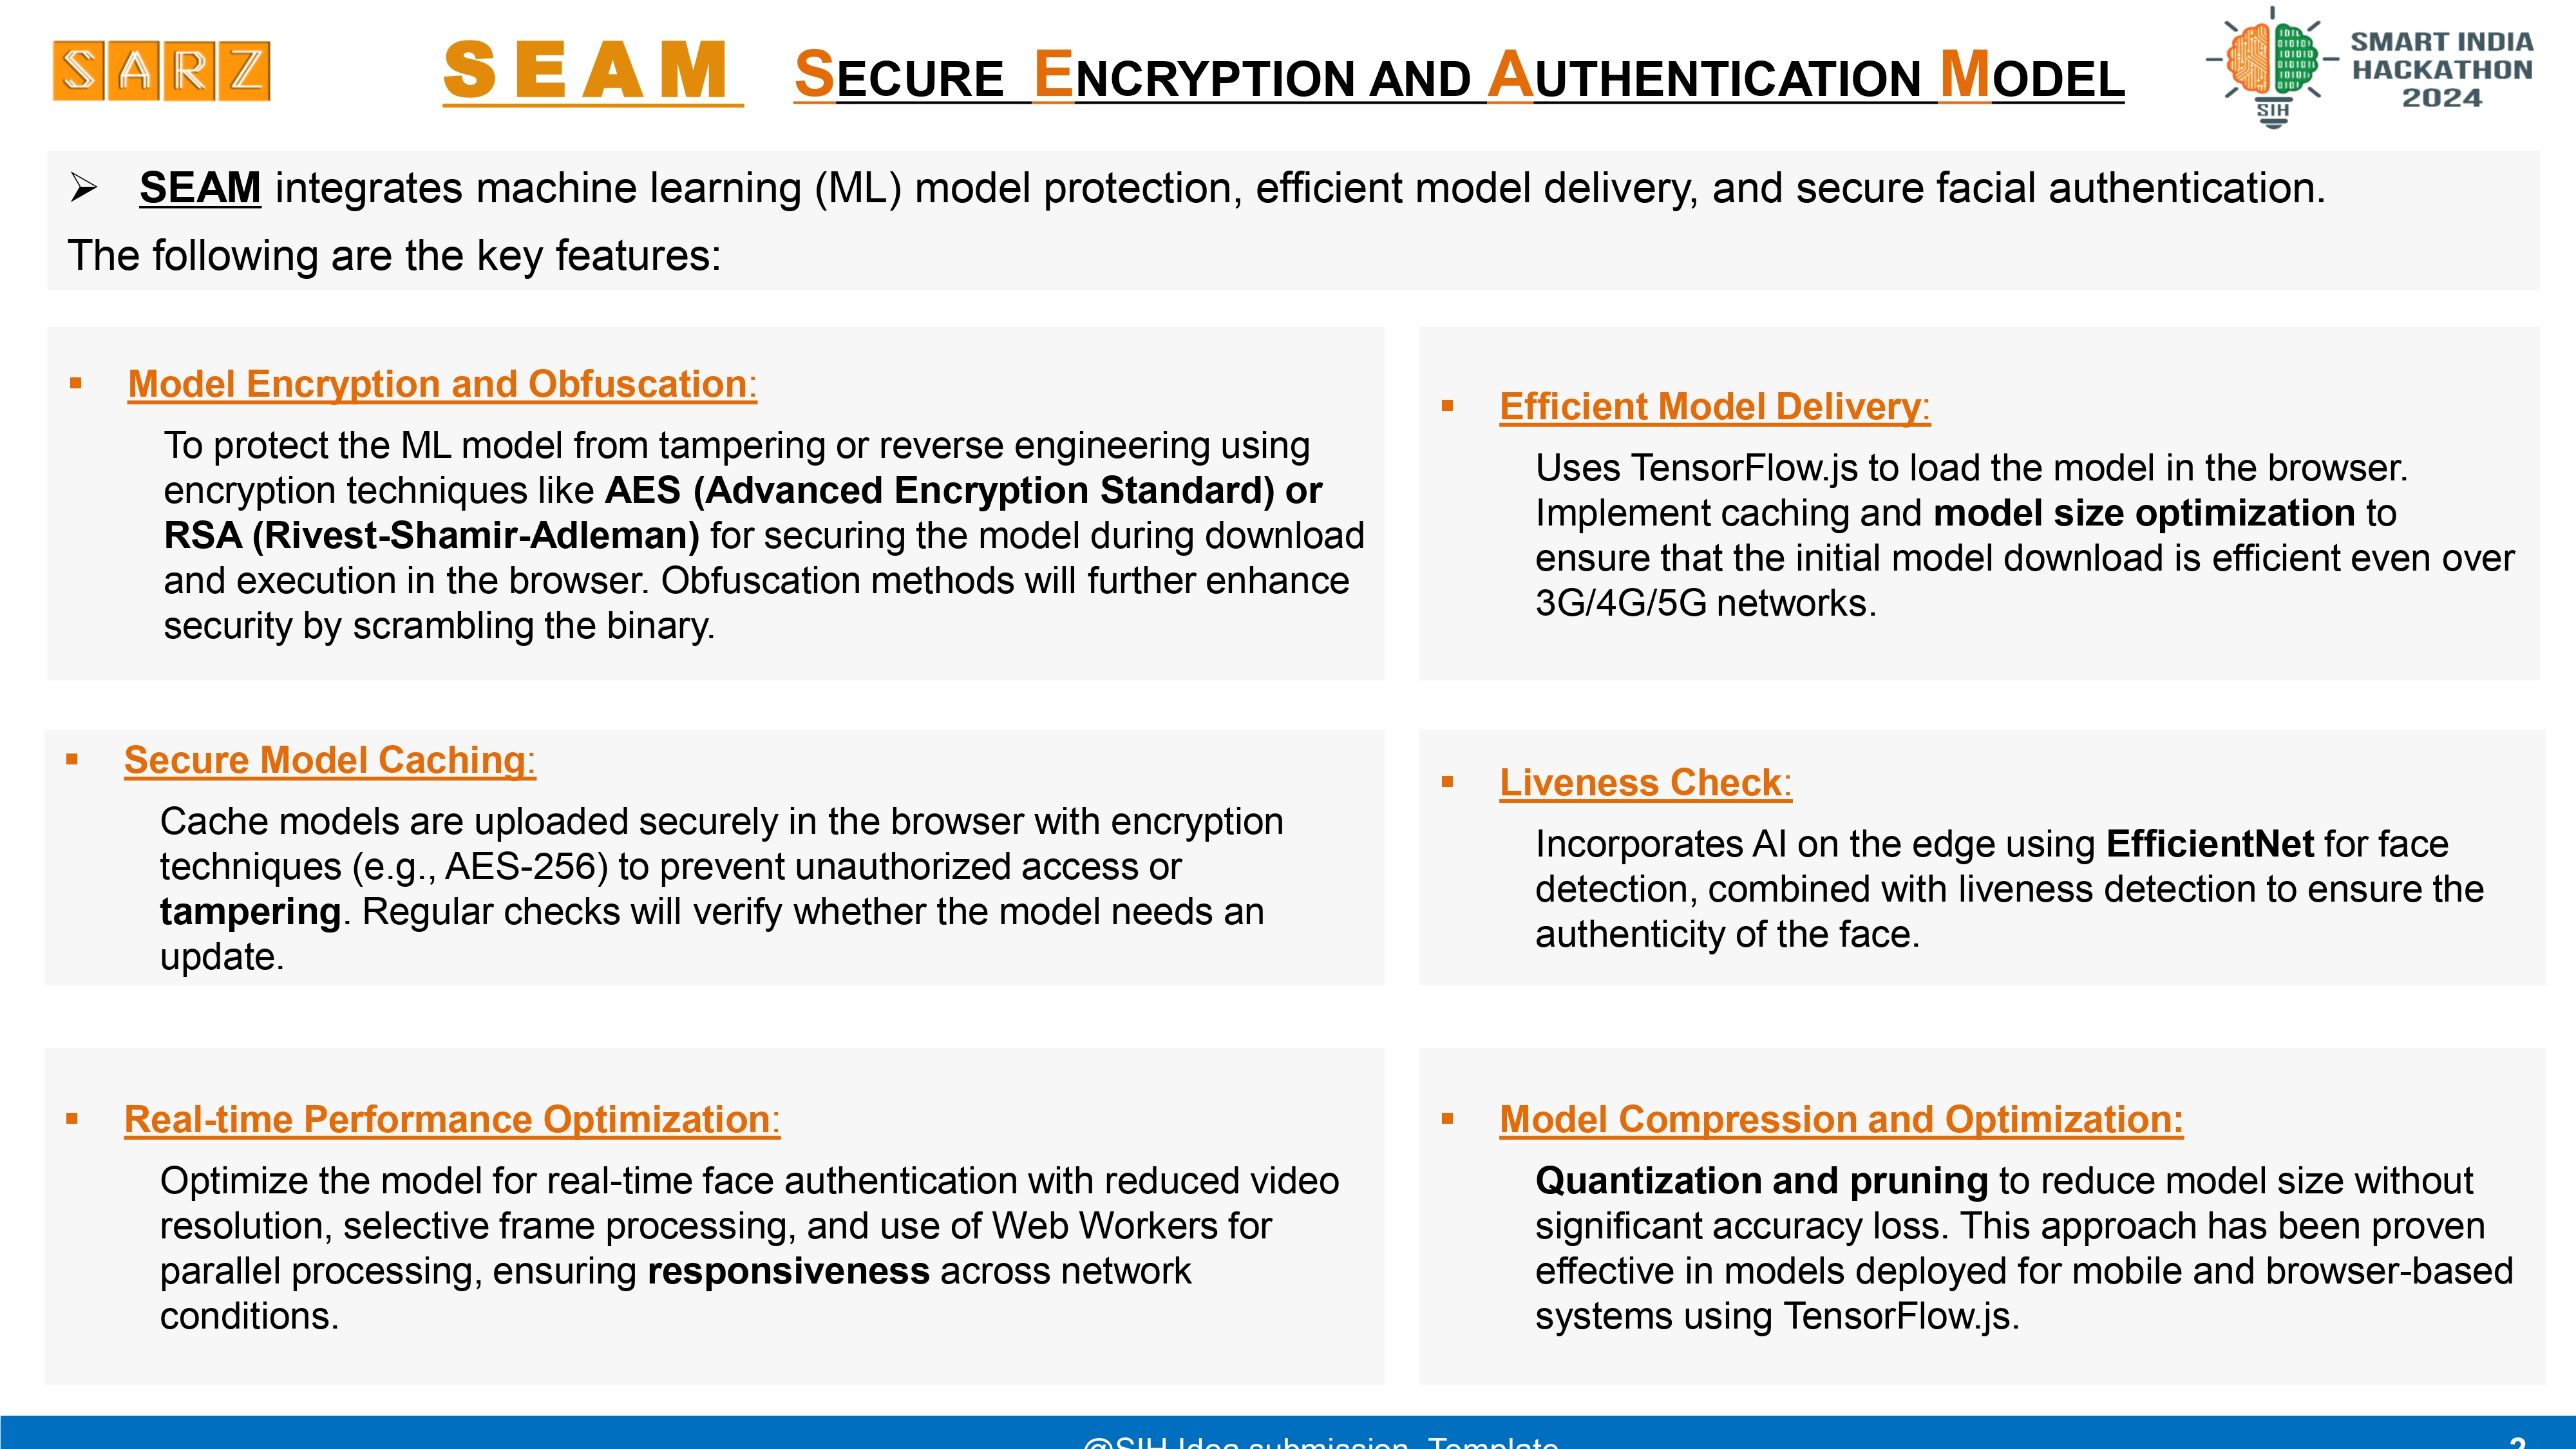 SARZ
SEAM SECURE ENCRYPTION AND AUTHENTICATION MODEL
SMART INDIA
HACKATHON
2024
SIH
➢ SEAM integrates machine learning (ML) model protection, efficient model delivery, and secure facial authentication.
The following are the key features:
▪ Model Encryption and Obfuscation:
To protect the ML model from tampering or reverse engineering using
encryption techniques like AES (Advanced Encryption Standard) or
RSA (Rivest-Shamir-Adleman) for securing the model during download
and execution in the browser. Obfuscation methods will further enhance
security by scrambling the binary.
▪ Efficient Model Delivery:
Uses TensorFlow.js to load the model in the browser.
Implement caching and model size optimization to
ensure that the initial model download is efficient even over
3G/4G/5G networks.
▪ Secure Model Caching:
Cache models are uploaded securely in the browser with encryption
techniques (e.g., AES-256) to prevent unauthorized access or
tampering. Regular checks will verify whether the model needs an
update.
▪ Liveness Check:
Incorporates AI on the edge using EfficientNet for face
detection, combined with liveness detection to ensure the
authenticity of the face.
▪ Real-time Performance Optimization:
Optimize the model for real-time face authentication with reduced video
resolution, selective frame processing, and use of Web Workers for
parallel processing, ensuring responsiveness across network
conditions.
▪ Model Compression and Optimization:
Quantization and pruning to reduce model size without
significant accuracy loss. This approach has been proven
effective in models deployed for mobile and browser-based
systems using TensorFlow.js.
@SIH Idea submission- Template
2